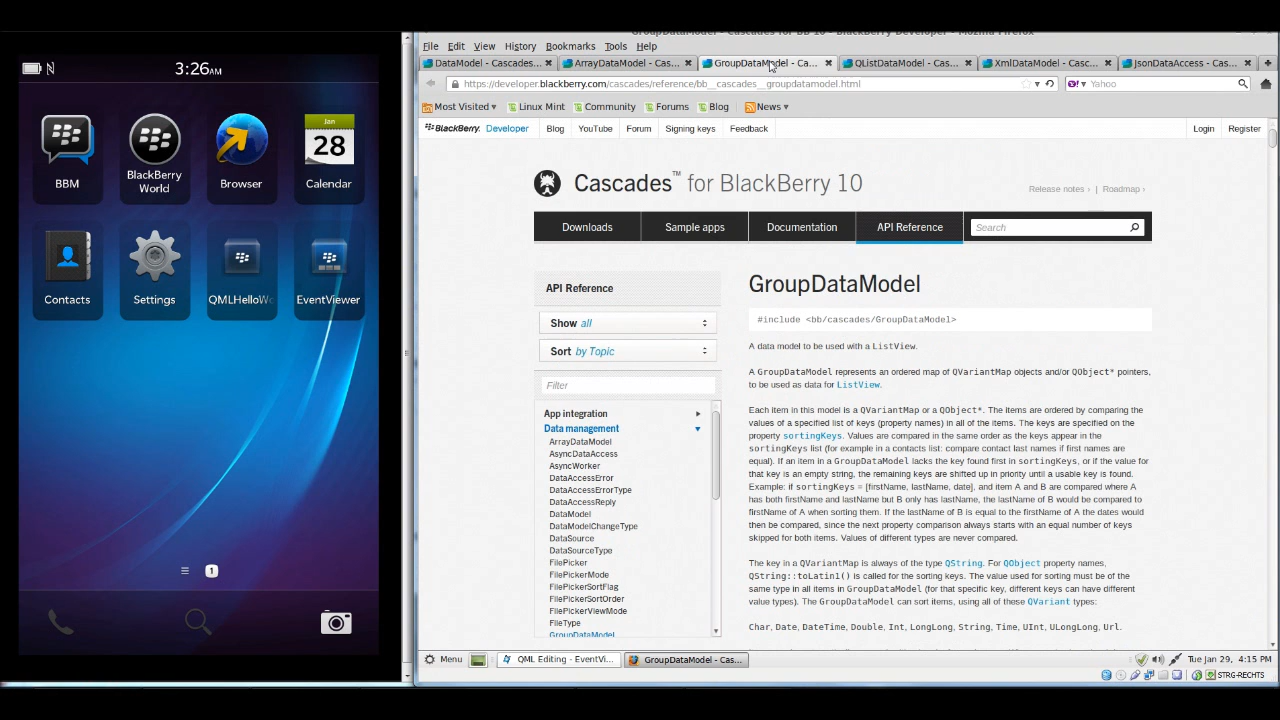 3:26AM
BBM
BlackBerry
World
Browser
Jan
28
Calendar
Contacts
Settings
QMLHelloW
EventViewer
1
GroupDataModel - Cascades for BB 10 - BlackBerry Developer - Mozilla Firefox
File Edit View History Bookmarks Tools Help
DataModel - Cascades... ArrayDataModel - Cas... GroupDataModel - Ca... QListDataModel - Cas... XmlDataModel - Casc... JsonDataAccess - Cas...
https://developer.blackberry.com/cascades/reference/bb__cascades__groupdatamodel.html
Yahoo
Most Visited Linux Mint Community Forums Blog News
BlackBerry. Developer Blog YouTube Forum Signing keys Feedback Login Register
Cascades™ for BlackBerry 10
Release notes › | Roadmap ›
Downloads Sample apps Documentation API Reference Search
API Reference
Show all
Sort by Topic
Filter
App integration
Data management
ArrayDataModel
AsyncDataAccess
AsyncWorker
DataAccessError
DataAccessErrorType
DataAccessReply
DataModel
DataModelChangeType
DataSource
DataSourceType
FilePicker
FilePickerMode
FilePickerSortFlag
FilePickerSortOrder
FilePickerViewMode
FileType
GroupDataModel
GroupDataModel
#include <bb/cascades/GroupDataModel>
A data model to be used with a ListView.
A GroupDataModel represents an ordered map of QVariantMap objects and/or QObject* pointers,
to be used as data for ListView.
Each item in this model is a QVariantMap or a QObject*. The items are ordered by comparing the
values of a specified list of keys (property names) in all of the items. The keys are specified on the
property sortingKeys. Values are compared in the same order as the keys appear in the
sortingKeys list (for example in a contacts list: compare contact last names if first names are
equal). If an item in a GroupDataModel lacks the key found first in sortingKeys, or if the value for
that key is an empty string, the remaining keys are shifted up in priority until a usable key is found.
Example: if sortingKeys = [firstName, lastName, date], and item A and B are compared where A
has both firstName and lastName but B only has lastName, the lastName of B would be compared to
firstName of A when sorting them. If the lastName of B is equal to the firstName of A the dates would
then be compared, since the next property comparison always starts with an equal number of keys
skipped for both items. Values of different types are never compared.
The key in a QVariantMap is always of the type QString. For QObject property names,
QString::toLatin1() is called for the sorting keys. The value used for sorting must be of the
same type in all items in GroupDataModel (for that specific key, different keys can have different
value types). The GroupDataModel can sort items, using all of these QVariant types:
Char, Date, DateTime, Double, Int, LongLong, String, Time, UInt, ULongLong, Url.
Menu QML Editing - EventVi... GroupDataModel - Cas... Tue Jan 29, 4:15 PM
STRG-RECHTS